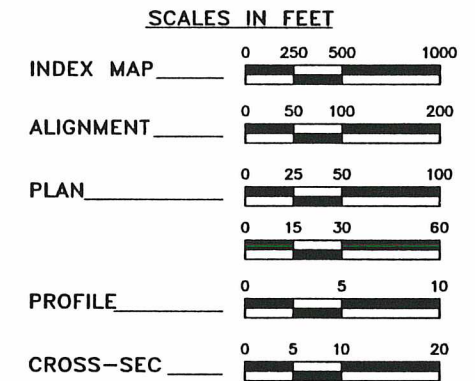 SCALES IN FEET
0 250 500 1000
INDEX MAP
0 50 100 200
ALIGNMENT
0 25 50 100
PLAN
0 15 30 60
0 5 10
PROFILE
0 5 10 20
CROSS-SEC